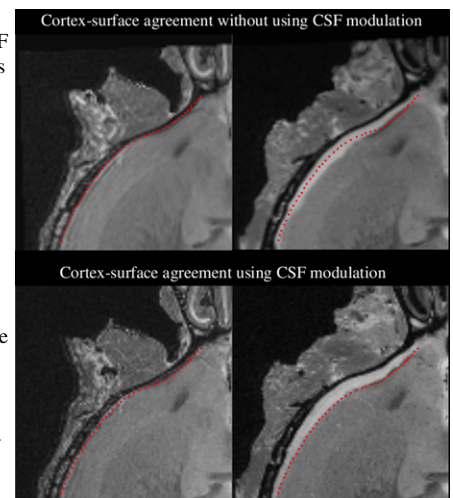 Cortex-surface agreement without using CSF modulation
F
s
Cortex-surface agreement using CSF modulation
e